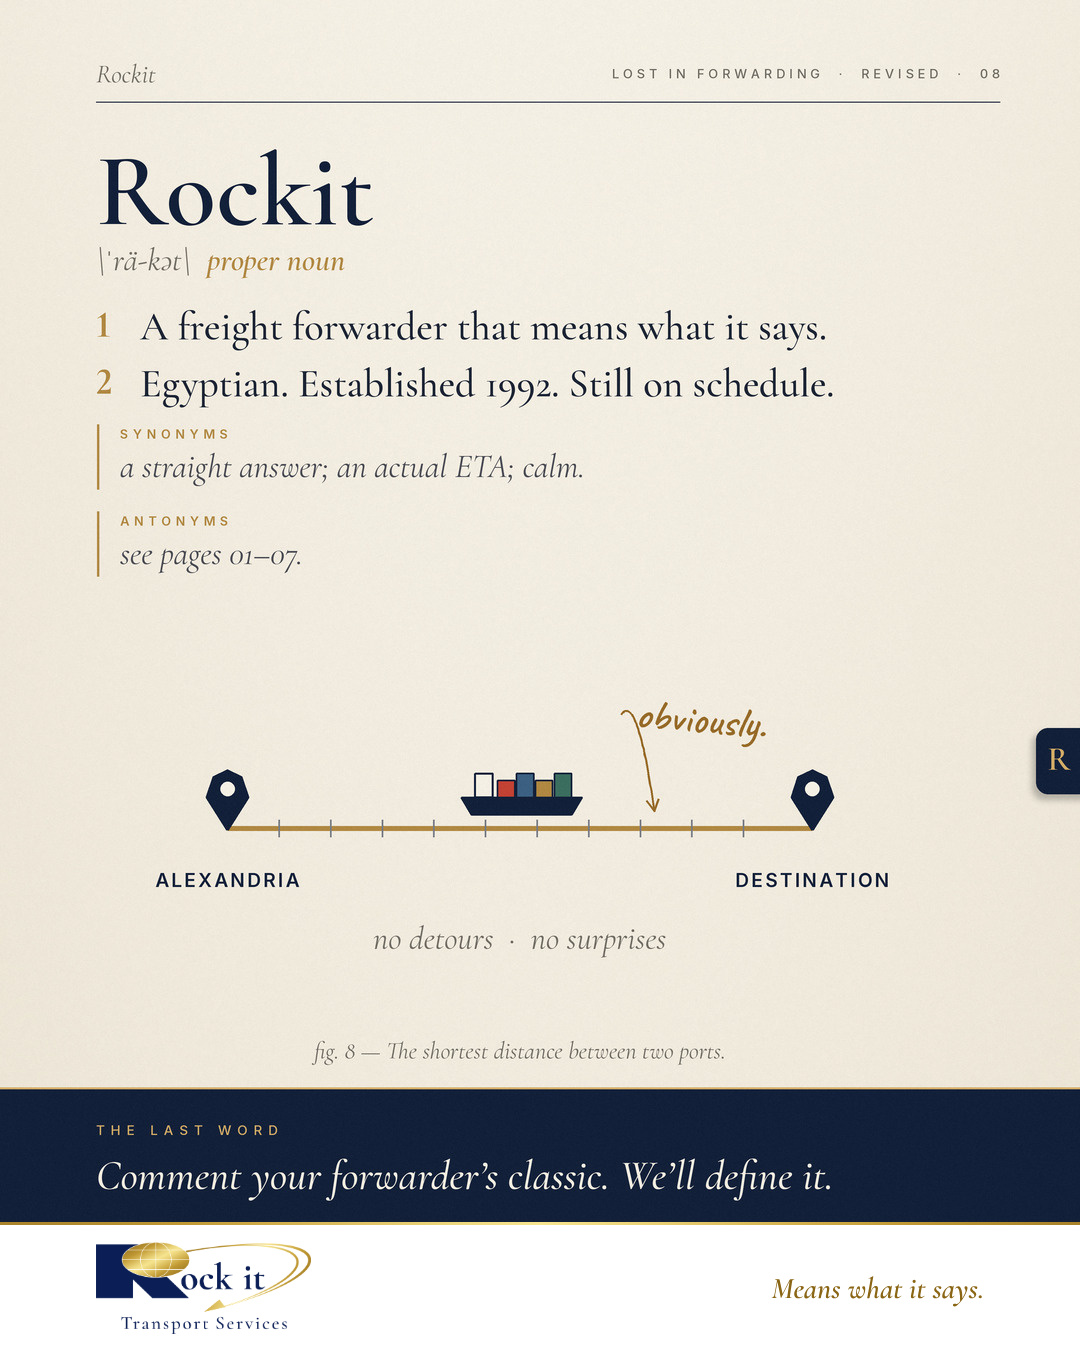 Rockit
LOST IN FORWARDING · REVISED · 08
Rockit
\ˈrä-kət\ proper noun
1 A freight forwarder that means what it says.
2 Egyptian. Established 1992. Still on schedule.
SYNONYMS
a straight answer; an actual ETA; calm.
ANTONYMS
see pages 01–07.
obviously.
R
ALEXANDRIA
DESTINATION
no detours · no surprises
fig. 8 — The shortest distance between two ports.
THE LAST WORD
Comment your forwarder’s classic. We’ll define it.
Rock it
Transport Services
Means what it says.